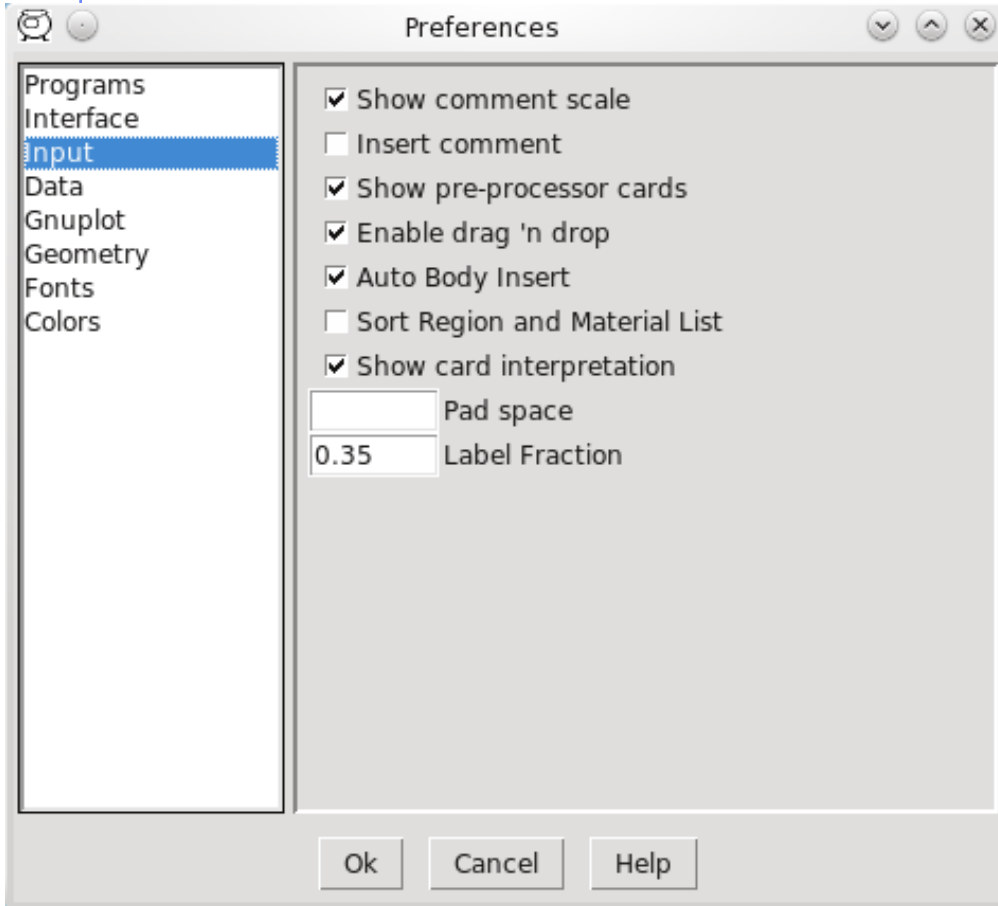 Preferences
Programs
Interface
Input
Data
Gnuplot
Geometry
Fonts
Colors
Show comment scale
Insert comment
Show pre-processor cards
Enable drag 'n drop
Auto Body Insert
Sort Region and Material List
Show card interpretation
Pad space
0.35 Label Fraction
Ok Cancel Help